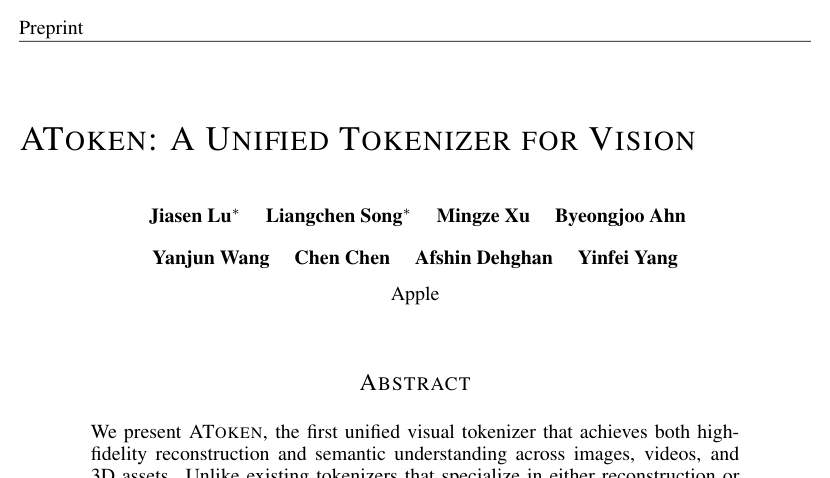 Preprint
ATOKEN: A UNIFIED TOKENIZER FOR VISION
Jiasen Lu* Liangchen Song* Mingze Xu Byeongjoo Ahn
Yanjun Wang Chen Chen Afshin Dehghan Yinfei Yang
Apple
ABSTRACT
We present ATOKEN, the first unified visual tokenizer that achieves both high-
fidelity reconstruction and semantic understanding across images, videos, and
3D assets. Unlike existing tokenizers that specialize in either reconstruction or